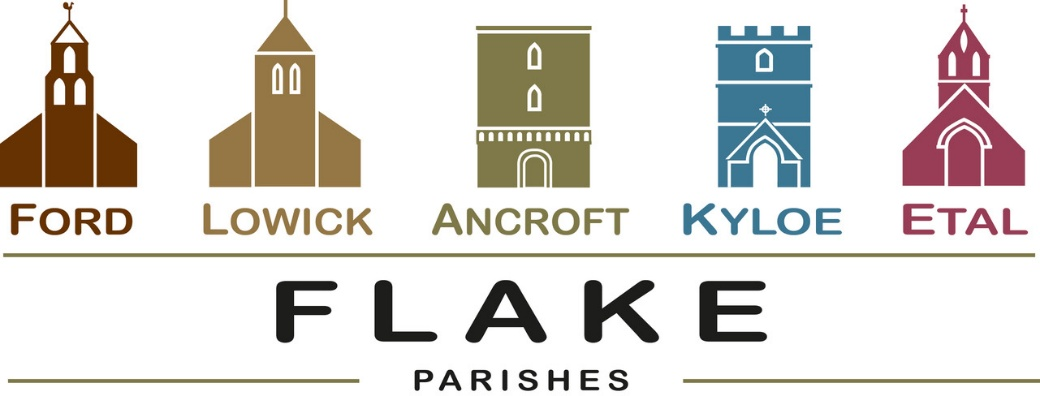 FORD LOWICK ANCROFT KYLOE ETAL
FLAKE
PARISHES